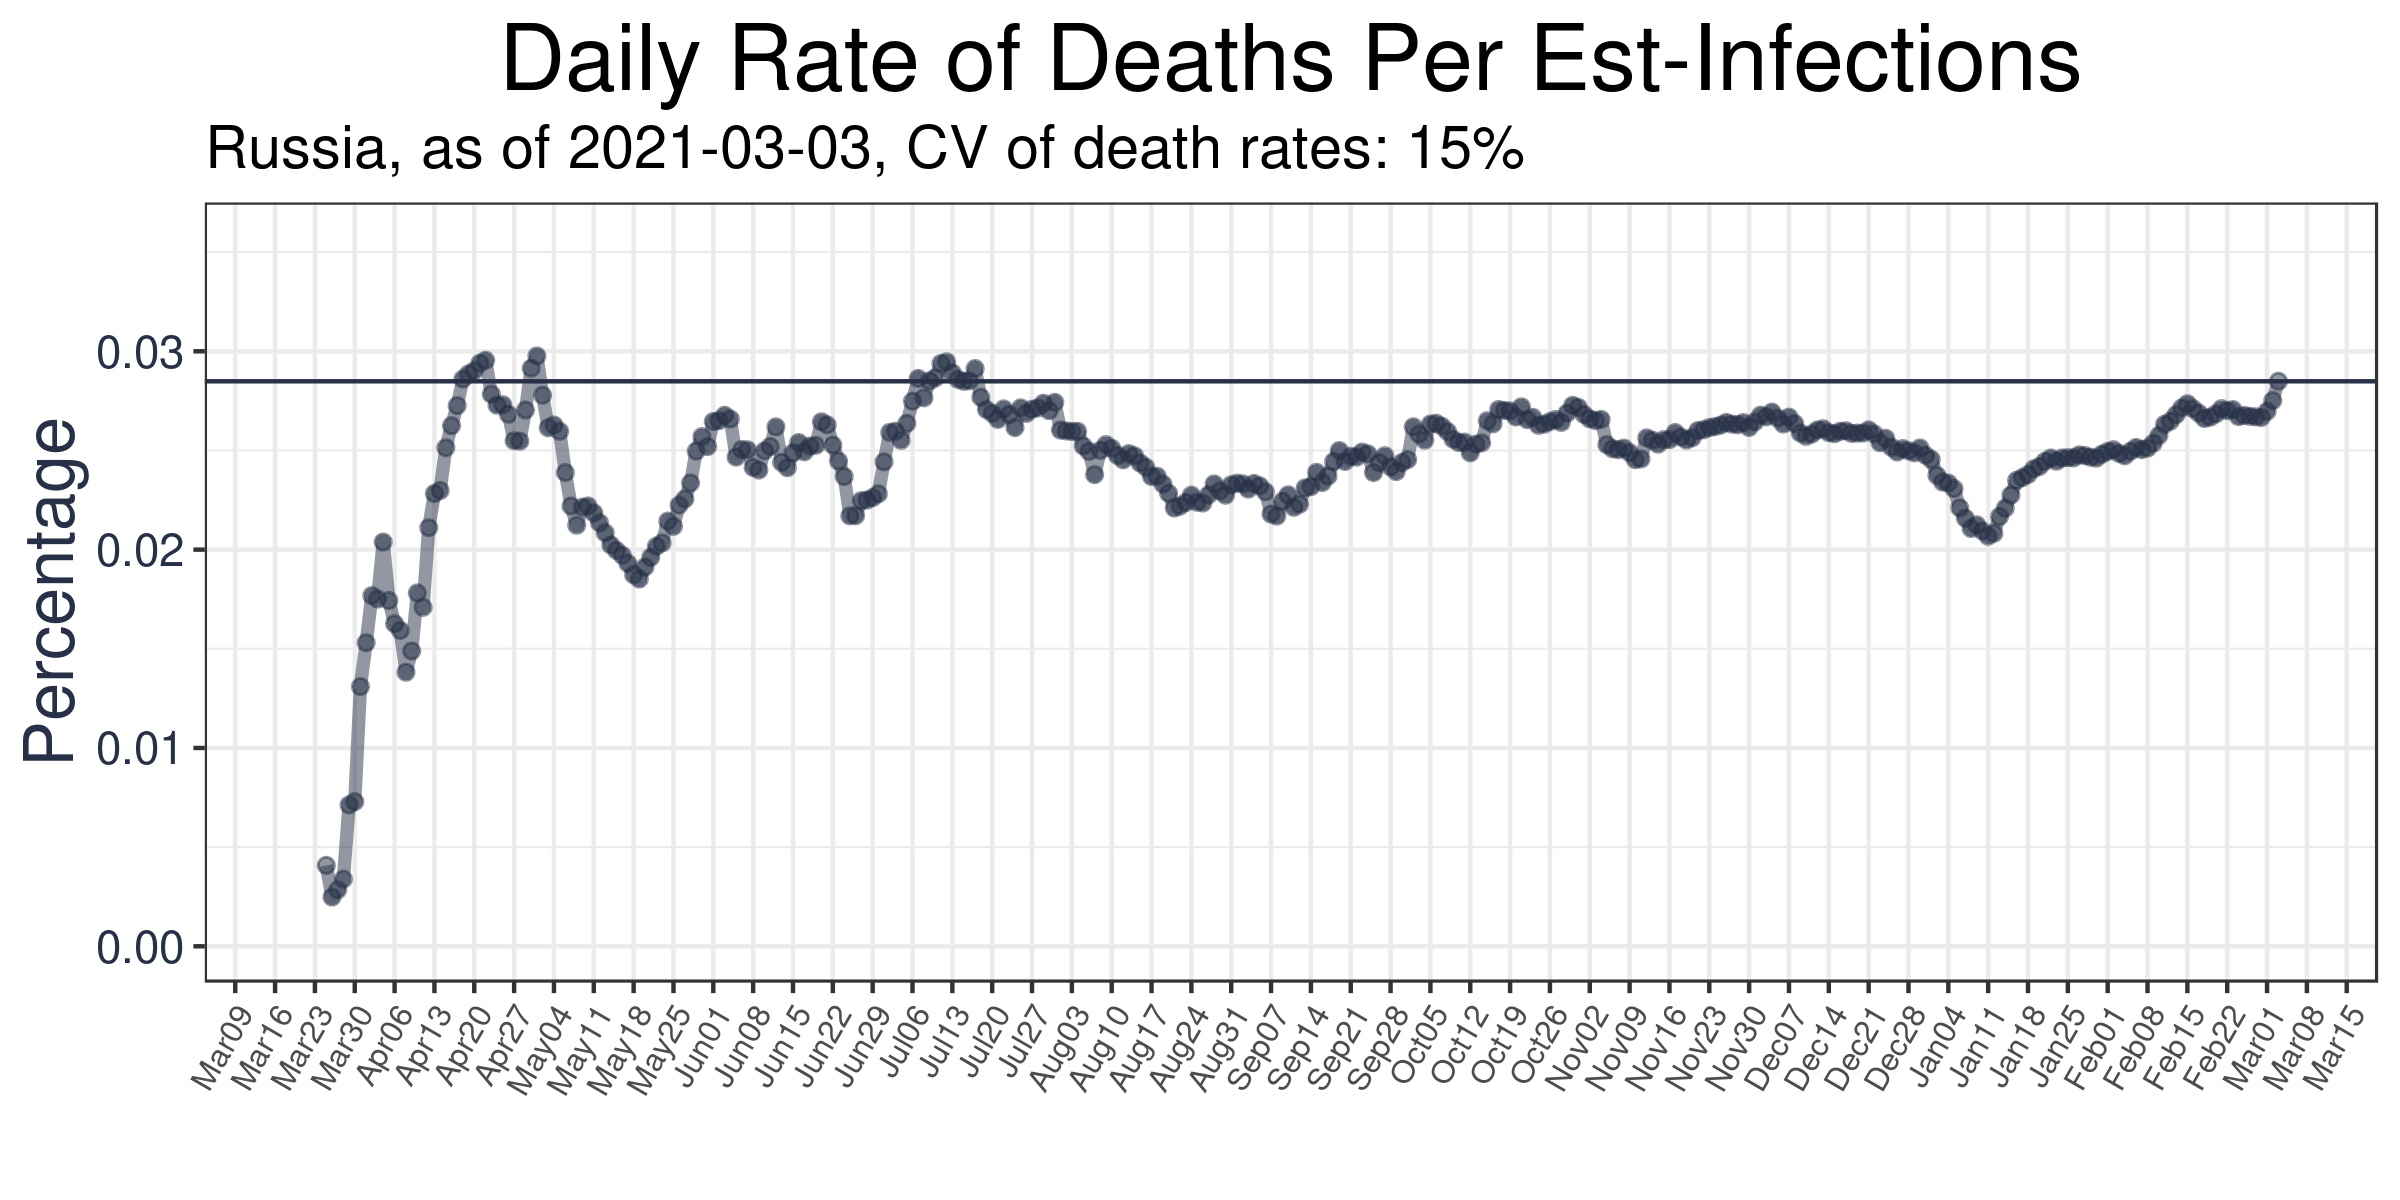 Daily Rate of Deaths Per Est-Infections
Russia, as of 2021-03-03, CV of death rates: 15%
Percentage
0.03
0.02
0.01
0.00
Mar09
Mar16
Mar23
Mar30
Apr06
Apr13
Apr20
Apr27
May04
May11
May18
May25
Jun01
Jun08
Jun15
Jun22
Jun29
Jul06
Jul13
Jul20
Jul27
Aug03
Aug10
Aug17
Aug24
Aug31
Sep07
Sep14
Sep21
Sep28
Oct05
Oct12
Oct19
Oct26
Nov02
Nov09
Nov16
Nov23
Nov30
Dec07
Dec14
Dec21
Dec28
Jan04
Jan11
Jan18
Jan25
Feb01
Feb08
Feb15
Feb22
Mar01
Mar08
Mar15